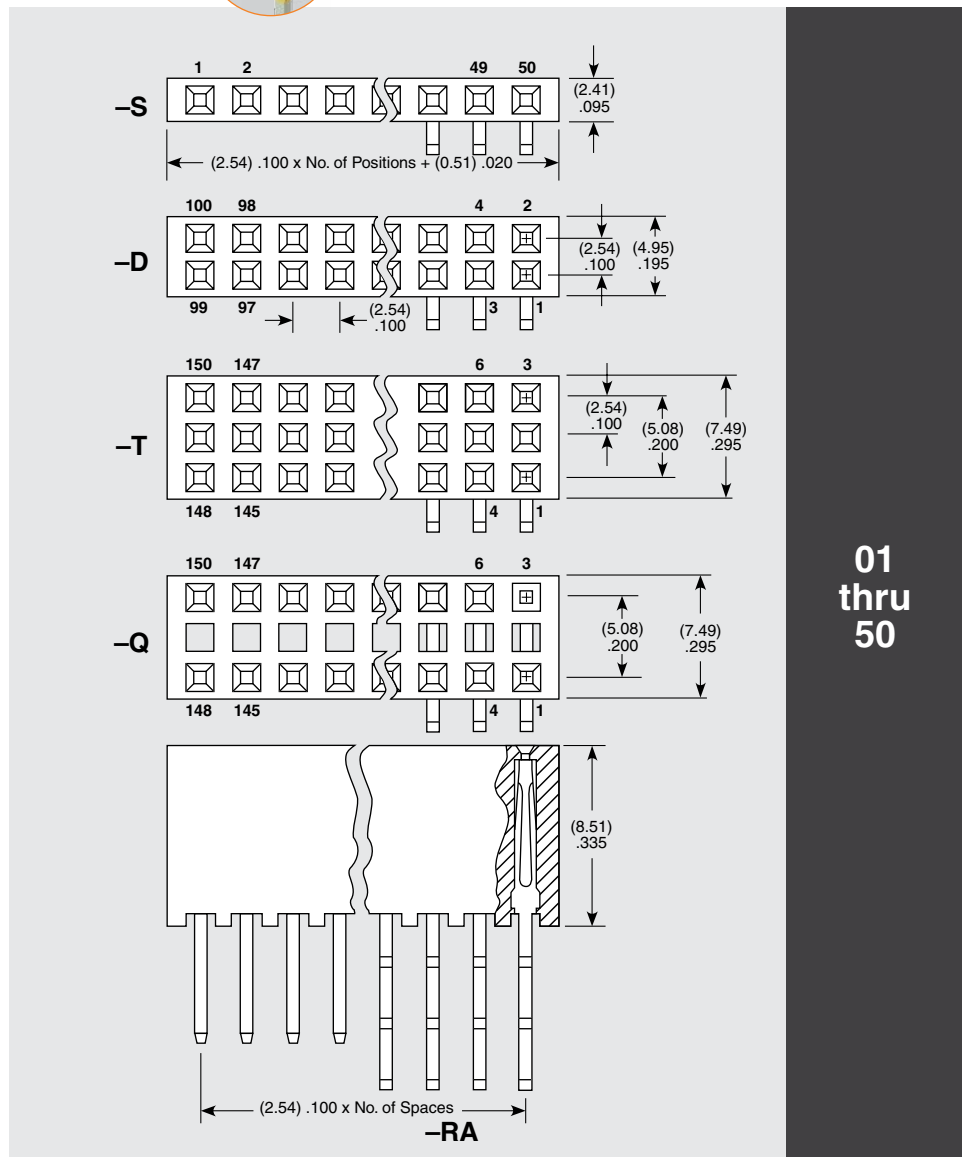 1 2 49 50
–S
(2.41)
.095
(2.54) .100 x No. of Positions + (0.51) .020
100 98 4 2
–D
(2.54)
.100
(4.95)
.195
99 97 3 1
(2.54)
.100
150 147 6 3
–T
(2.54)
.100
(5.08)
.200
(7.49)
.295
148 145 4 1
150 147 6 3
–Q
(5.08)
.200
(7.49)
.295
148 145 4 1
(8.51)
.335
(2.54) .100 x No. of Spaces
–RA
01
thru
50